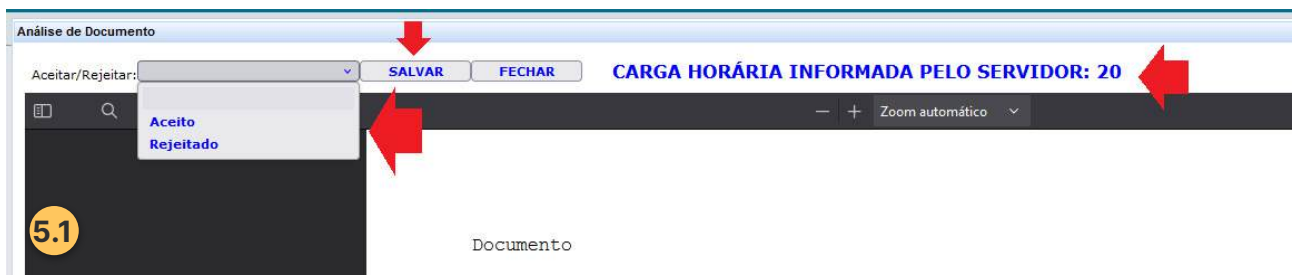 Análise de Documento
Aceitar/Rejeitar: SALVAR FECHAR CARGA HORÁRIA INFORMADA PELO SERVIDOR: 20
Zoom automático
Aceito
Rejeitado
5.1
Documento